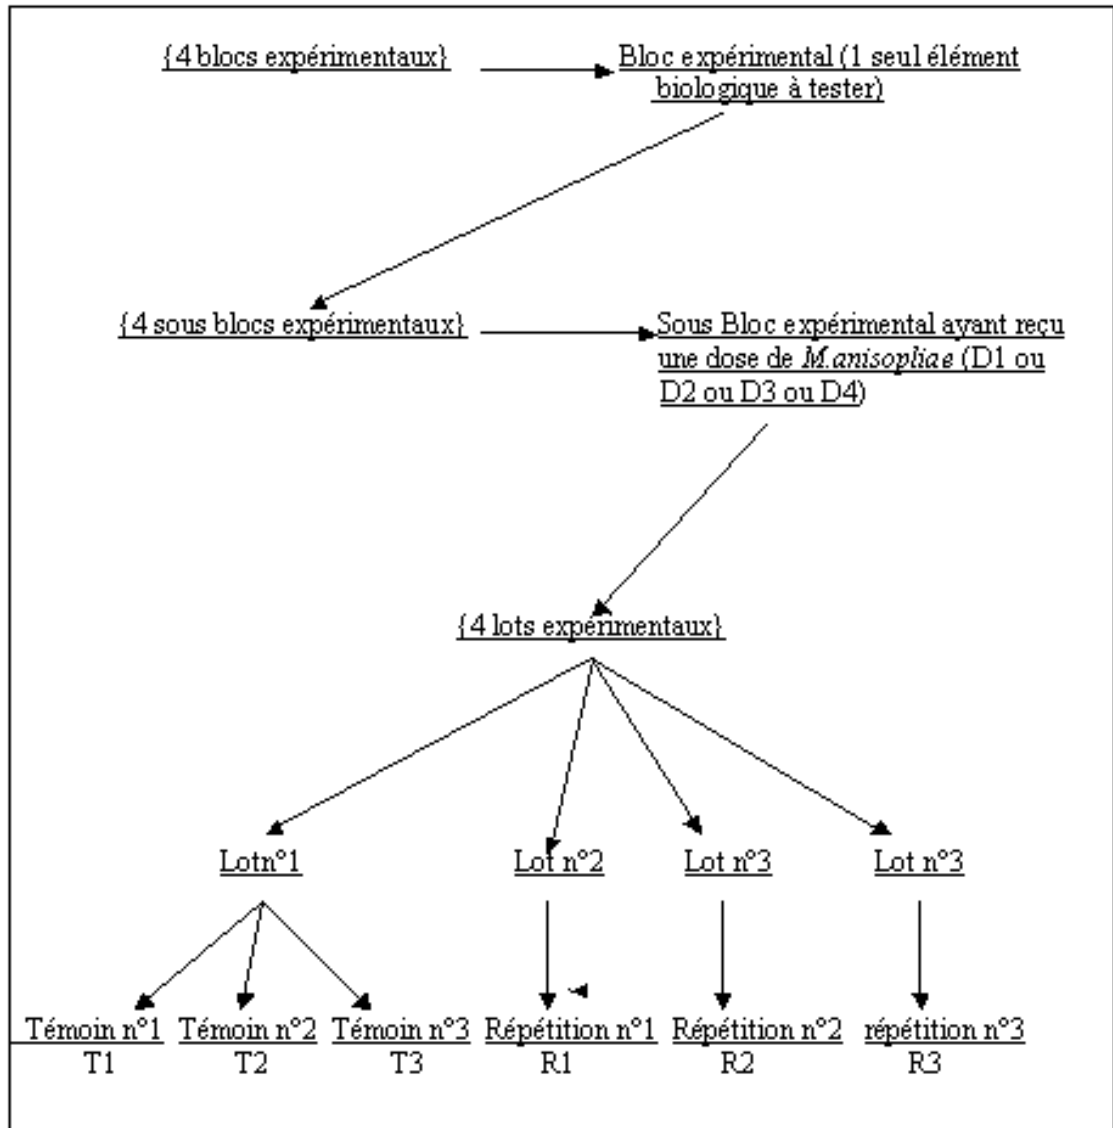 {4 blocs expérimentaux}
Bloc expérimental (1 seul élément
biologique à tester)
{4 sous blocs expérimentaux}
Sous Bloc expérimental ayant reçu
une dose de M.anisopliae (D1 ou
D2 ou D3 ou D4)
{4 lots expérimentaux}
Lotn°1
Lot n°2
Lot n°3
Lot n°3
Témoin n°1
T1
Témoin n°2
T2
Témoin n°3
T3
Répétition n°1
R1
Répétition n°2
R2
répétition n°3
R3